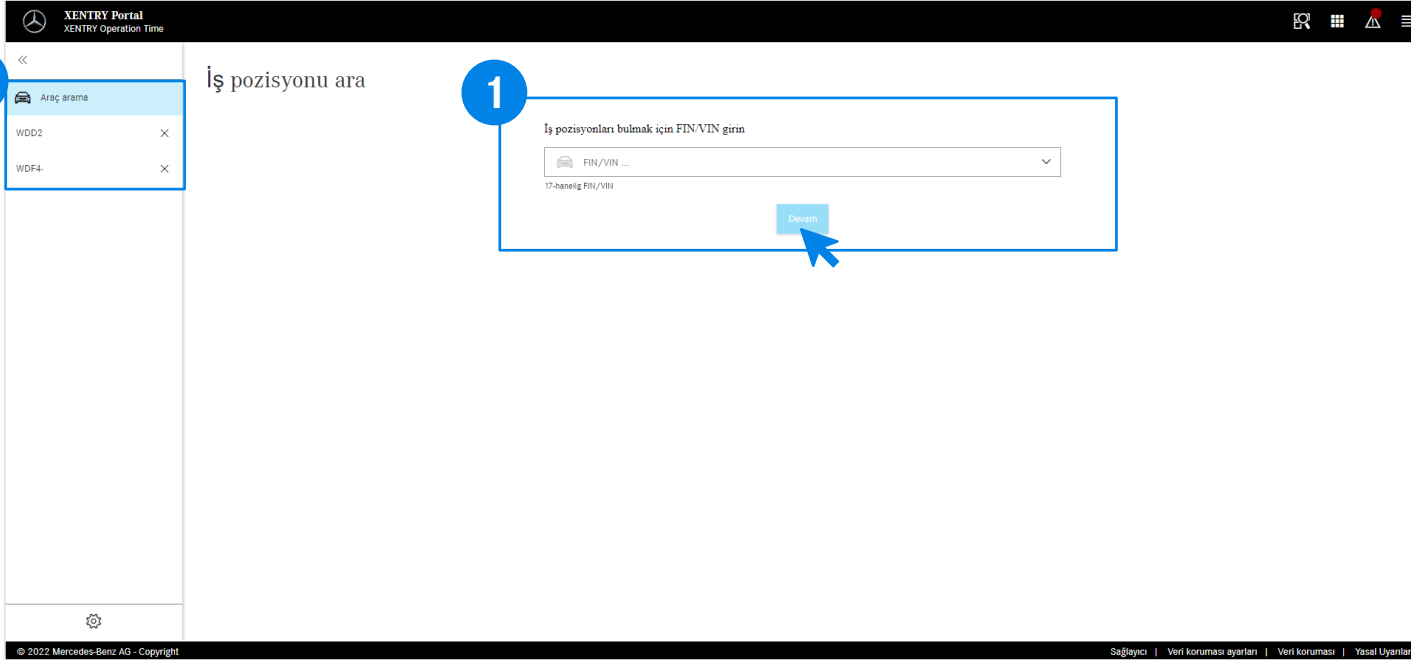 XENTRY Portal
XENTRY Operation Time
Araç arama
WDD2
WDF4-
İş pozisyonu ara
1
İş pozisyonları bulmak için FIN/VIN girin
FIN/VIN ...
17-hanelig FIN/VIN
Devam
© 2022 Mercedes-Benz AG - Copyright
Sağlayıcı | Veri koruması ayarları | Veri koruması | Yasal Uyarılar